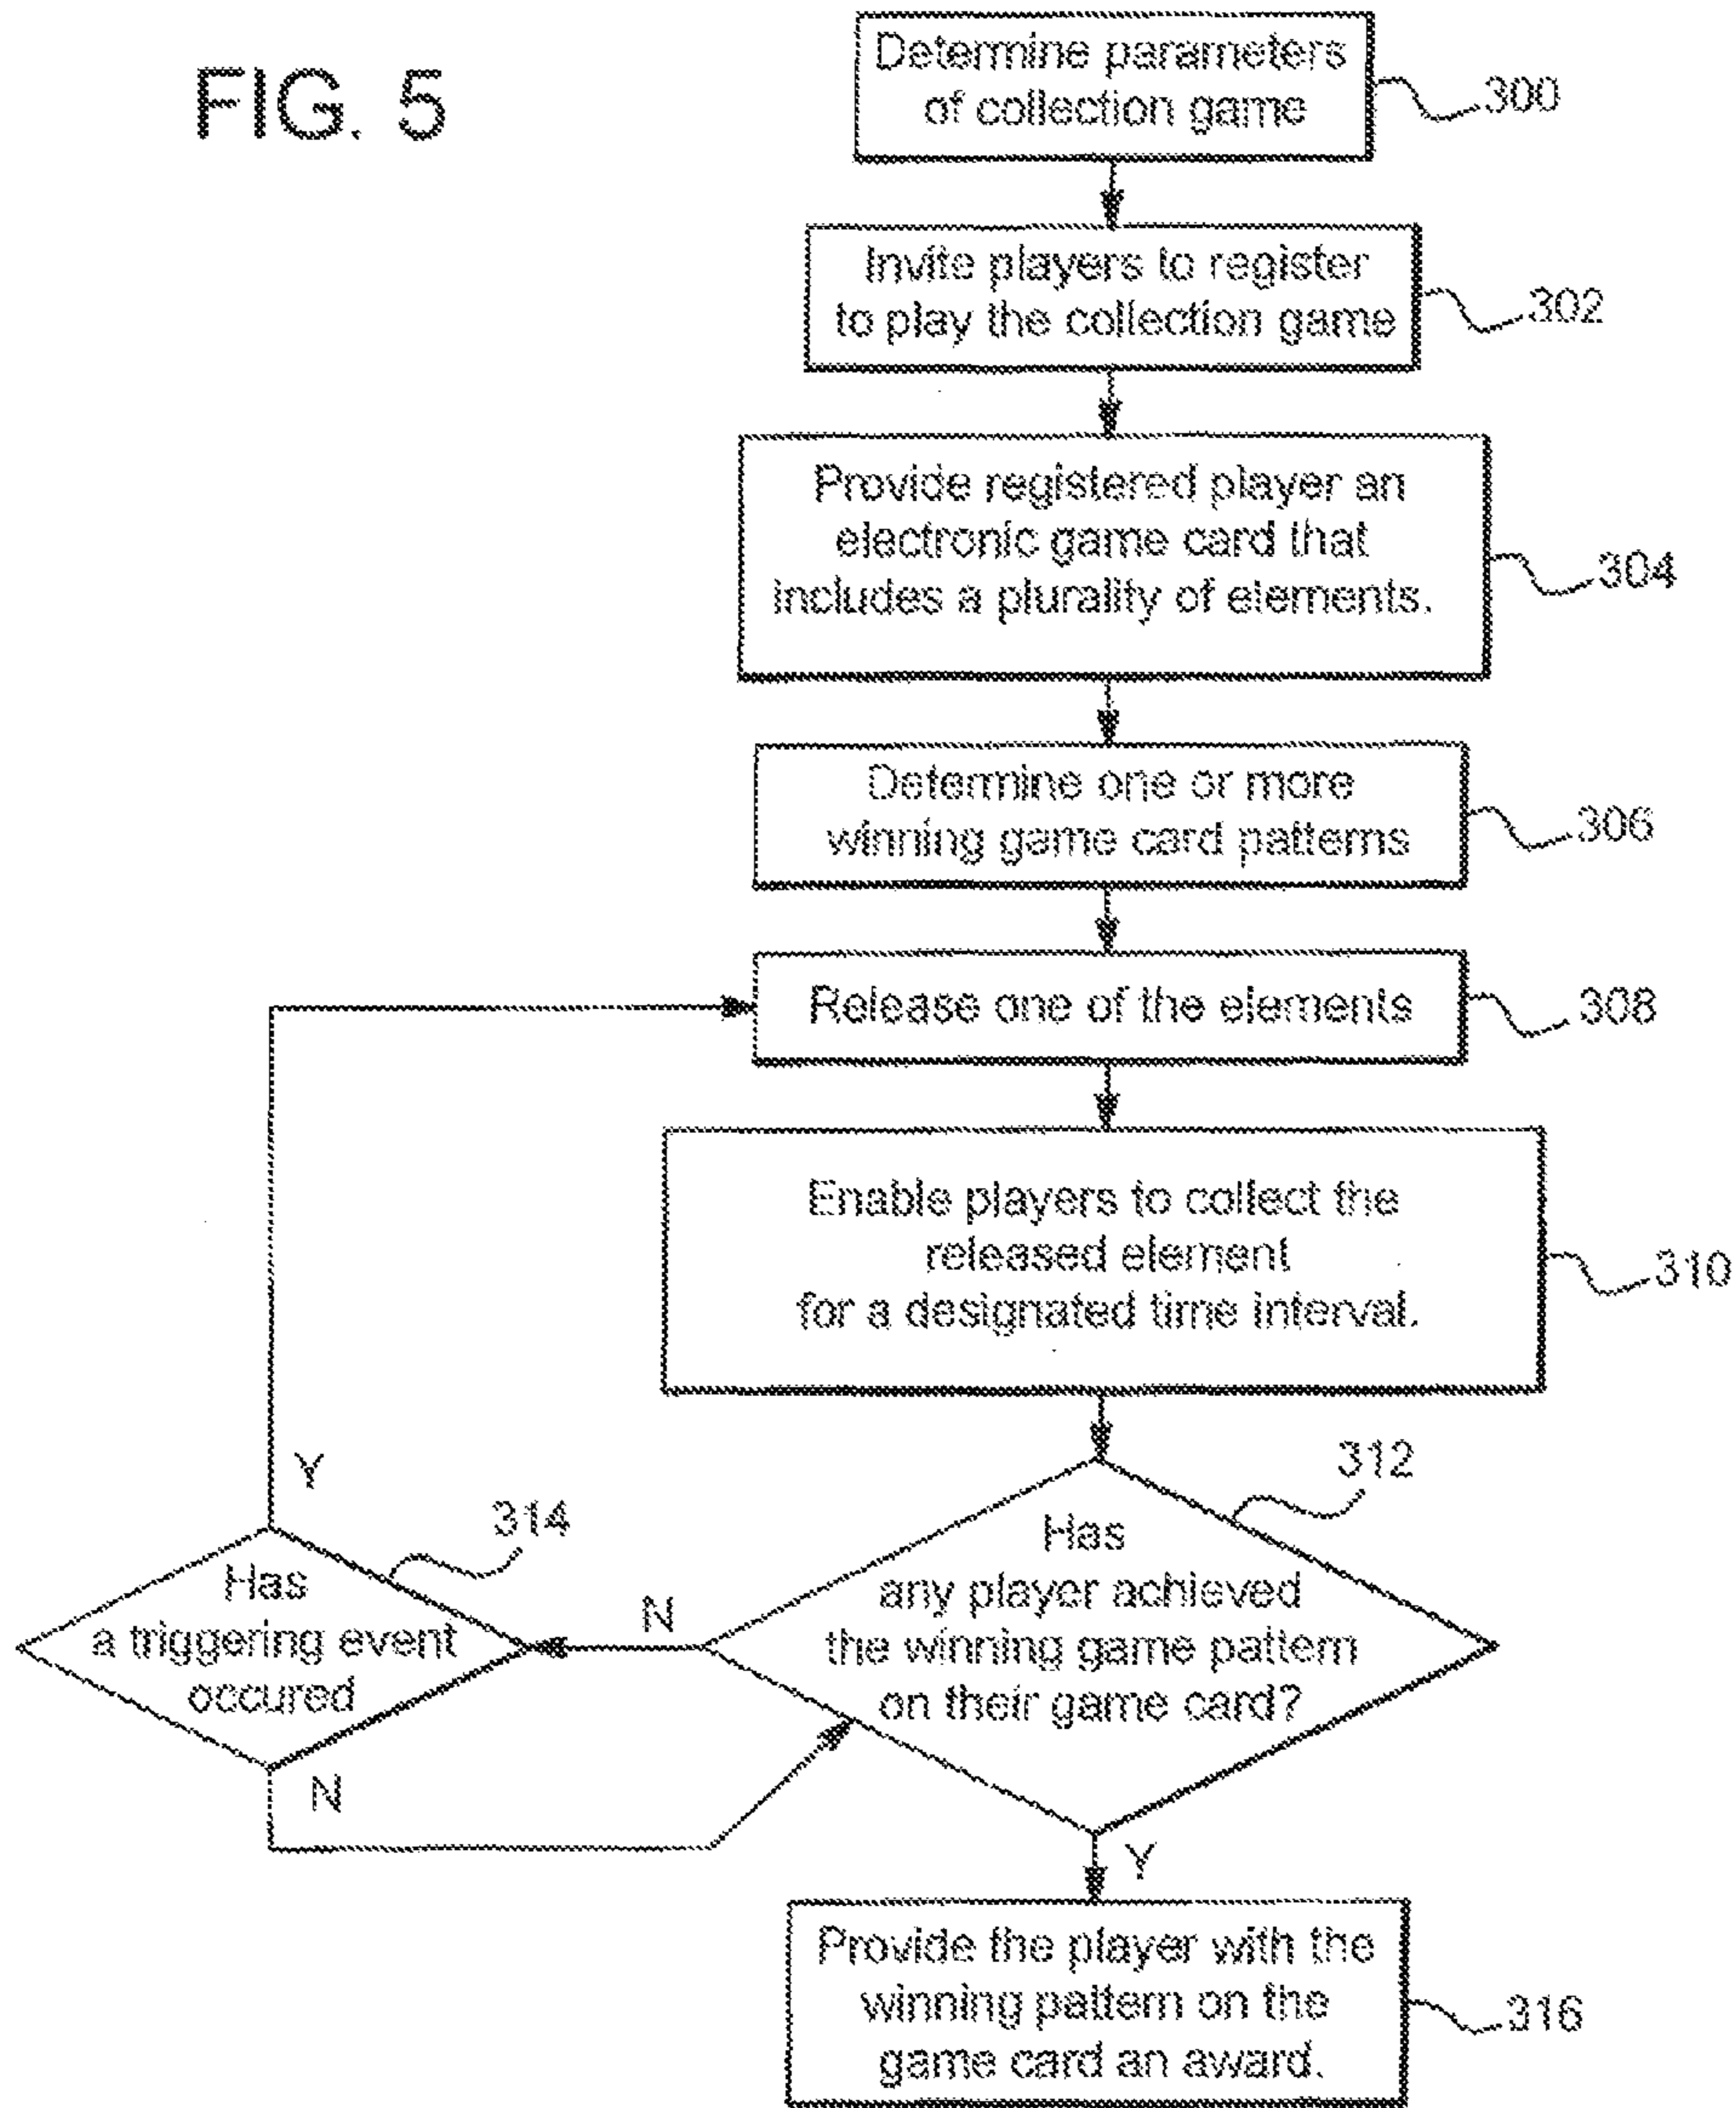 FIG. 5
Determine parameters
of collection game
300
Invite players to register
to play the collection game
302
Provide registered player an
electronic game card that
includes a plurality of elements.
304
Determine one or more
winning game card patterns
306
Release one of the elements
308
Enable players to collect the
released element
for a designated time interval.
310
312
Has
any player achieved
the winning game pattern
on their game card?
N
Y
314
Has
a triggering event
occured
Y
N
Provide the player with the
winning pattern on the
game card an award.
316